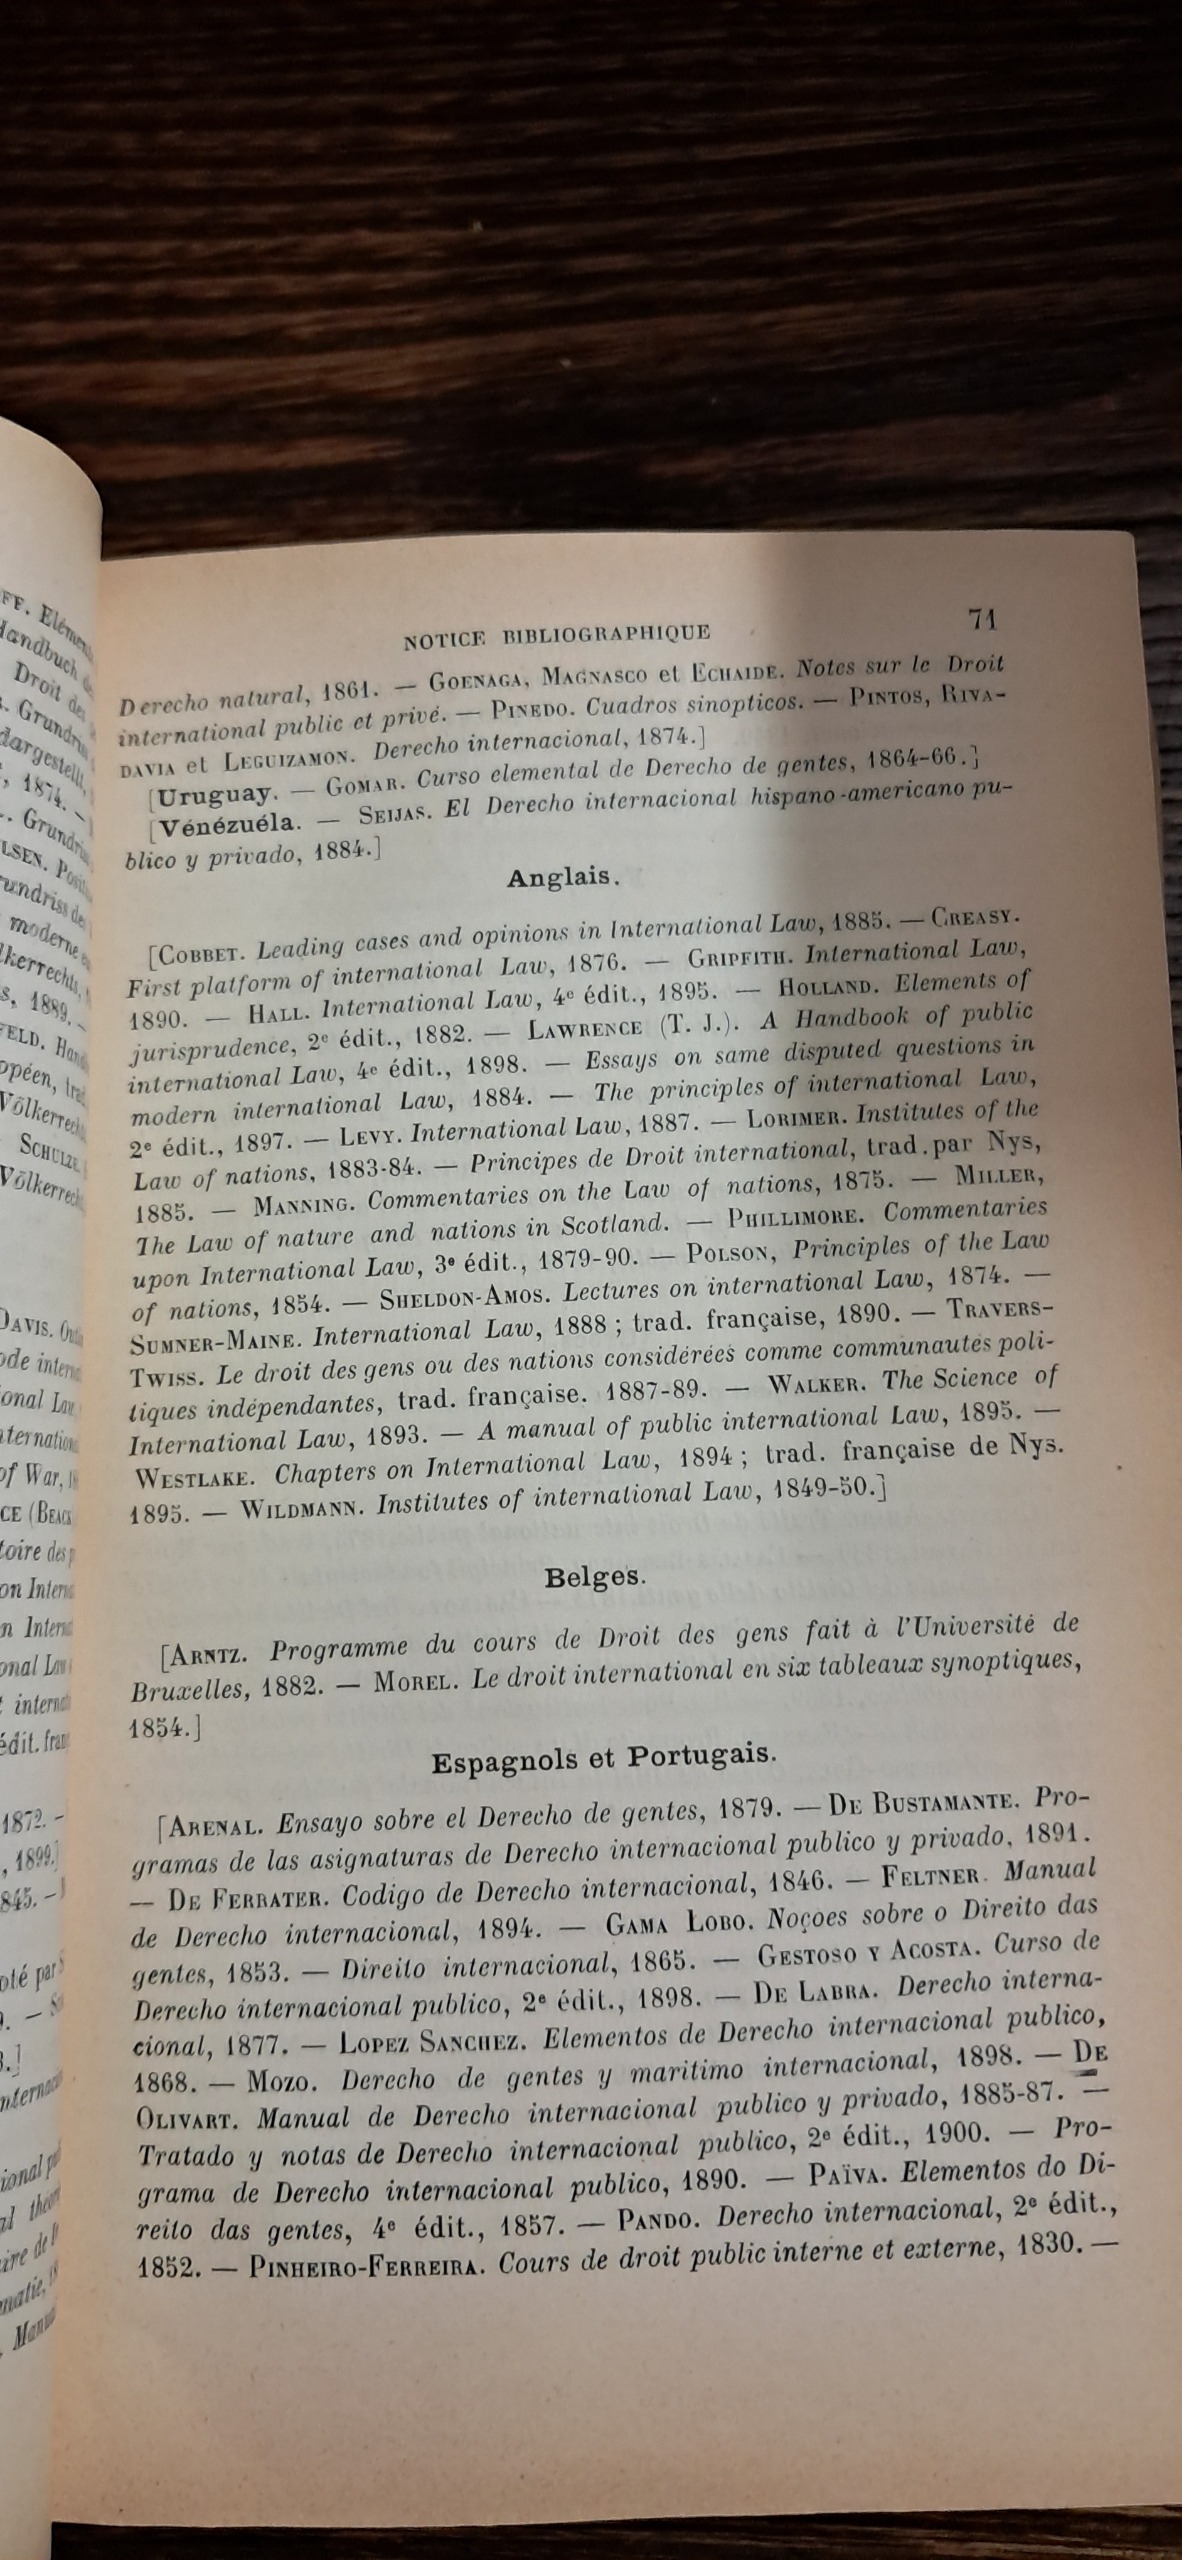 NOTICE BIBLIOGRAPHIQUE 71
Derecho natural, 1861. — GOENAGA, MAGNASCO et ECHAIDE. Notes sur le Droit
international public et privé. — PINEDO. Cuadros sinopticos. — PINTOS, RIVA-
DAVIA et LEGUIZAMON. Derecho internacional, 1874.]
[Uruguay. — GOMAR. Curso elemental de Derecho de gentes, 1864-66.]
[Vénézuéla. — SEIJAS. El Derecho internacional hispano-americano pu-
blico y privado, 1884.]
Anglais.
[COBBET. Leading cases and opinions in International Law, 1885. — CREASY.
First platform of international Law, 1876. — GRIPFITH. International Law,
1890. — HALL. International Law, 4e édit., 1895. — HOLLAND. Elements of
jurisprudence, 2e édit., 1882. — LAWRENCE (T. J.). A Handbook of public
international Law, 4e édit., 1898. — Essays on same disputed questions in
modern international Law, 1884. — The principles of international Law,
2e édit., 1897. — LEVY. International Law, 1887. — LORIMER. Institutes of the
Law of nations, 1883-84. — Principes de Droit international, trad. par Nys,
1885. — MANNING. Commentaries on the Law of nations, 1875. — MILLER,
The Law of nature and nations in Scotland. — PHILLIMORE. Commentaries
upon International Law, 3e édit., 1879-90. — POLSON, Principles of the Law
of nations, 1854. — SHELDON-AMOS. Lectures on international Law, 1874. —
SUMNER-MAINE. International Law, 1888 ; trad. française, 1890. — TRAVERS-
TWISS. Le droit des gens ou des nations considérées comme communautés poli-
tiques indépendantes, trad. française. 1887-89. — WALKER. The Science of
International Law, 1893. — A manual of public international Law, 1895. —
WESTLAKE. Chapters on International Law, 1894 ; trad. française de Nys.
1895. — WILDMANN. Institutes of international Law, 1849-50.]
Belges.
[ARNTZ. Programme du cours de Droit des gens fait à l'Université de
Bruxelles, 1882. — MOREL. Le droit international en six tableaux synoptiques,
1854.]
Espagnols et Portugais.
[ARENAL. Ensayo sobre el Derecho de gentes, 1879. — DE BUSTAMANTE. Pro-
gramas de las asignaturas de Derecho internacional publico y privado, 1891.
— DE FERRATER. Codigo de Derecho internacional, 1846. — FELTNER. Manual
de Derecho internacional, 1894. — GAMA LOBO. Noçoes sobre o Direito das
gentes, 1853. — Direito internacional, 1865. — GESTOSO Y ACOSTA. Curso de
Derecho internacional publico, 2e édit., 1898. — DE LABRA. Derecho interna-
cional, 1877. — LOPEZ SANCHEZ. Elementos de Derecho internacional publico,
1868. — MOZO. Derecho de gentes y maritimo internacional, 1898. — DE
OLIVART. Manual de Derecho internacional publico y privado, 1885-87. —
Tratado y notas de Derecho internacional publico, 2e édit., 1900. — Pro-
grama de Derecho internacional publico, 1890. — PAÏVA. Elementos do Di-
reito das gentes, 4e édit., 1857. — PANDO. Derecho internacional, 2e édit.,
1852. — PINHEIRO-FERREIRA. Cours de droit public interne et externe, 1830. —